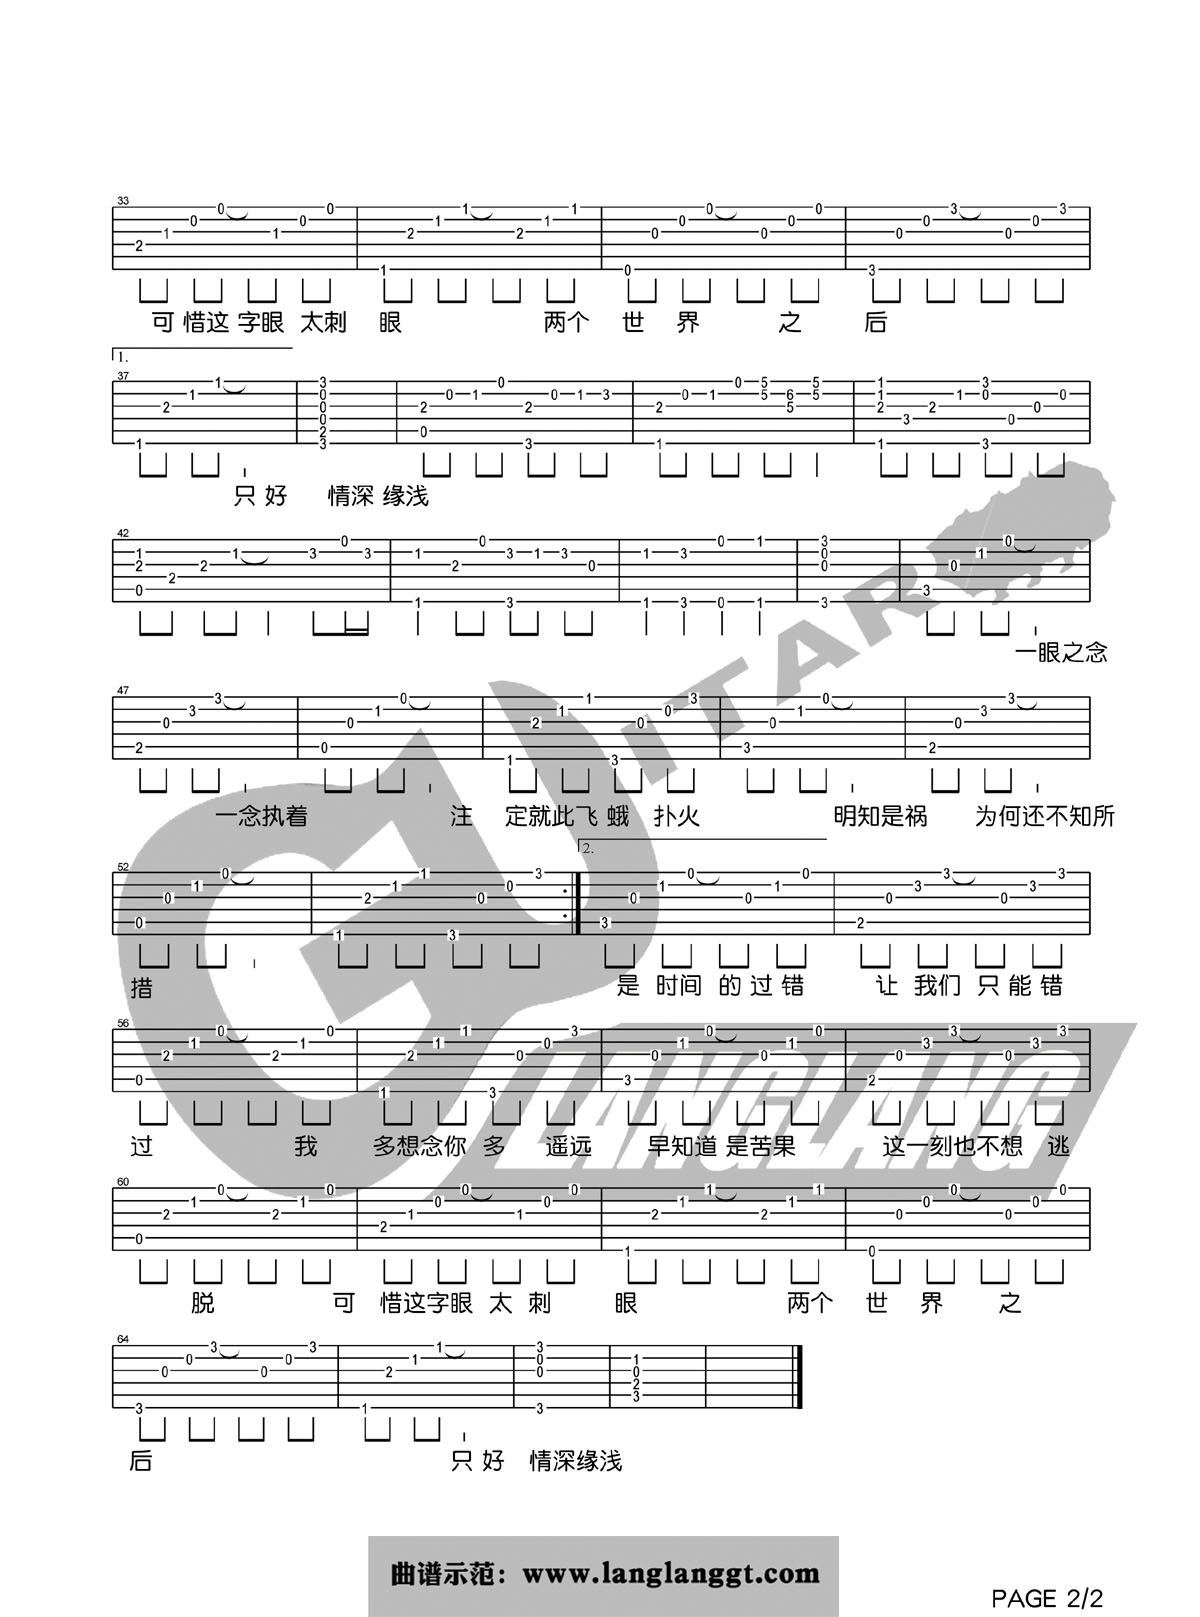 33
可 惜这 字眼 太刺 眼 两个 世 界 之 后
1.
37
只 好 情深 缘浅
42
一眼之念
47
一念执着 注 定就此飞 蛾 扑火 明知是祸 为何还不知所
2.
52
措 是 时间 的 过 错 让 我们 只 能 错
56
过 我 多想念你 多 遥远 早知道 是苦果 这一刻也不想 逃
60
脱 可 惜这字眼 太 刺 眼 两个 世 界 之
64
后 只 好 情深缘浅
GUITAR
LANGLANG
曲谱示范：www.langlanggt.com
PAGE 2/2